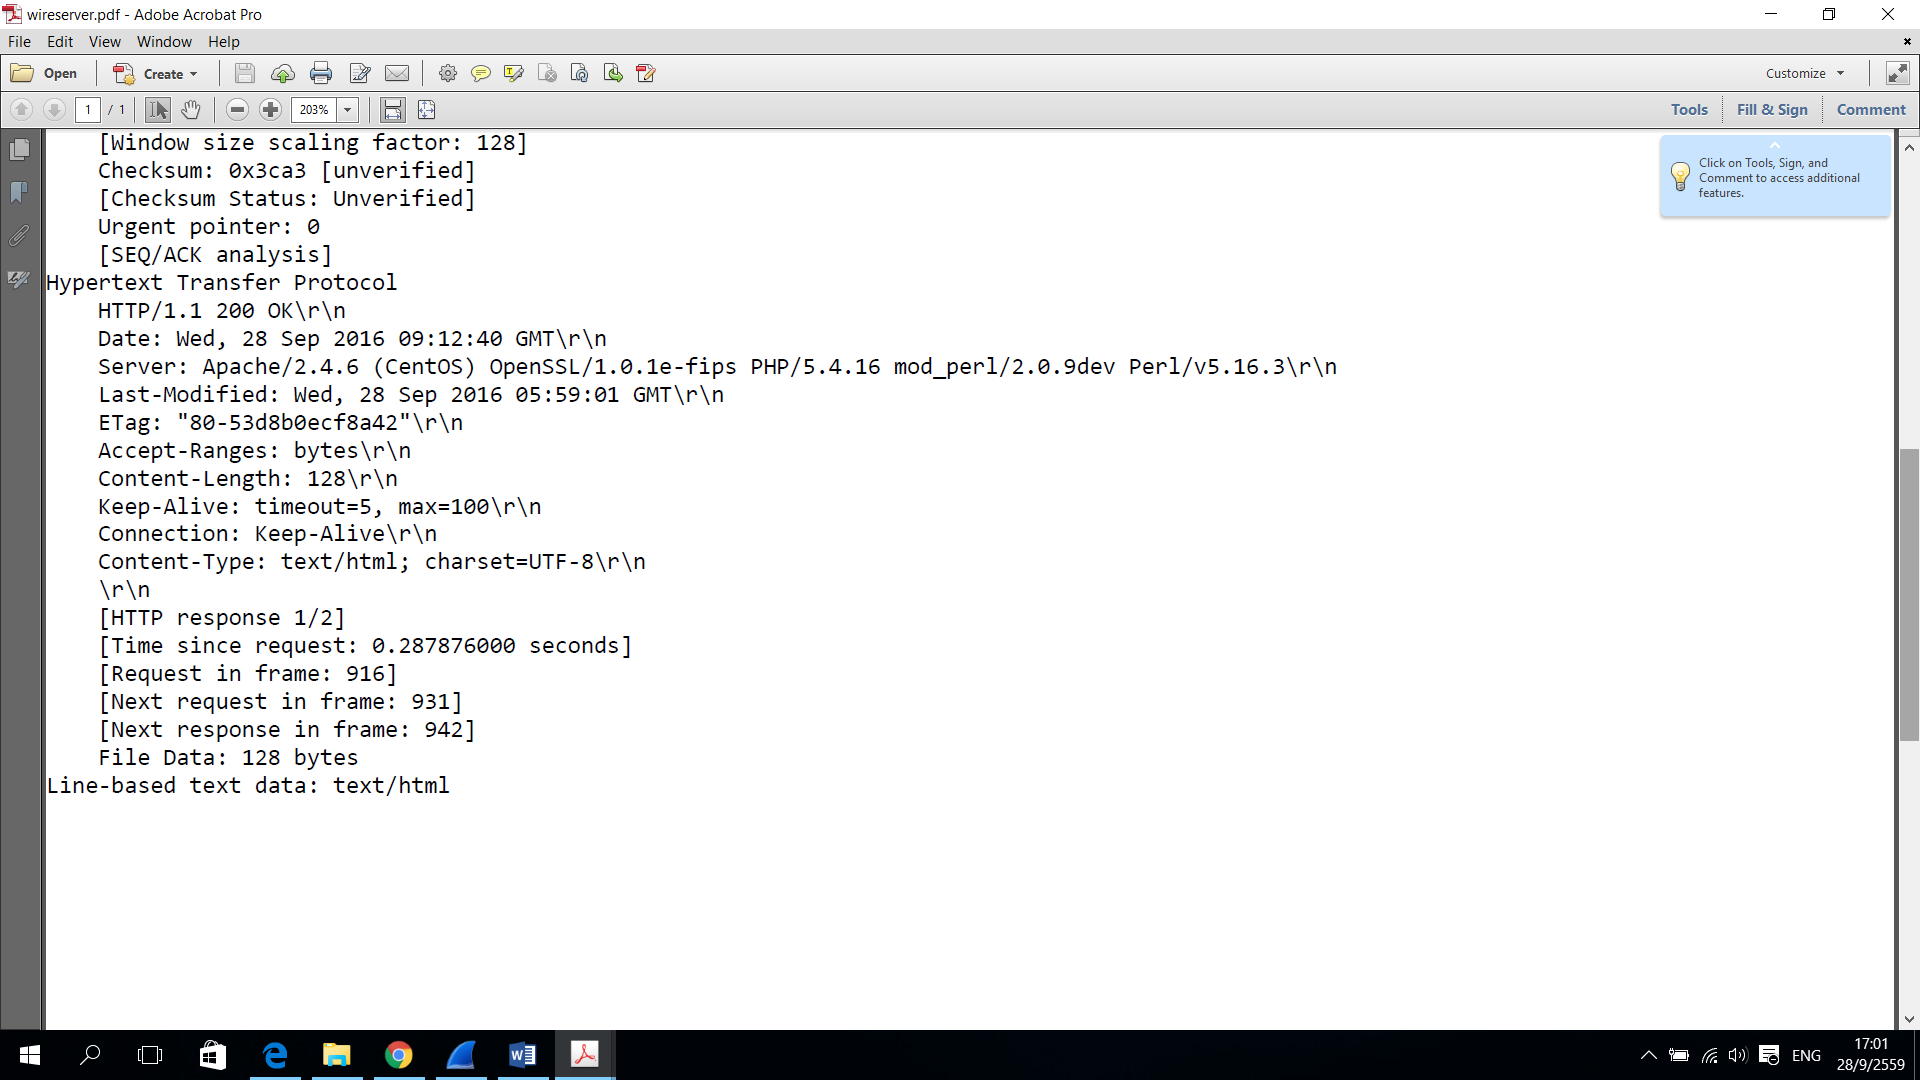 wireserver.pdf - Adobe Acrobat Pro
File Edit View Window Help
Open Create Customize
1 / 1 203% Tools Fill & Sign Comment
[Window size scaling factor: 128]
Checksum: 0x3ca3 [unverified]
[Checksum Status: Unverified]
Urgent pointer: 0
[SEQ/ACK analysis]
Hypertext Transfer Protocol
HTTP/1.1 200 OK\r\n
Date: Wed, 28 Sep 2016 09:12:40 GMT\r\n
Server: Apache/2.4.6 (CentOS) OpenSSL/1.0.1e-fips PHP/5.4.16 mod_perl/2.0.9dev Perl/v5.16.3\r\n
Last-Modified: Wed, 28 Sep 2016 05:59:01 GMT\r\n
ETag: "80-53d8b0ecf8a42"\r\n
Accept-Ranges: bytes\r\n
Content-Length: 128\r\n
Keep-Alive: timeout=5, max=100\r\n
Connection: Keep-Alive\r\n
Content-Type: text/html; charset=UTF-8\r\n
\r\n
[HTTP response 1/2]
[Time since request: 0.287876000 seconds]
[Request in frame: 916]
[Next request in frame: 931]
[Next response in frame: 942]
File Data: 128 bytes
Line-based text data: text/html
Click on Tools, Sign, and
Comment to access additional
features.
ENG
17:01
28/9/2559